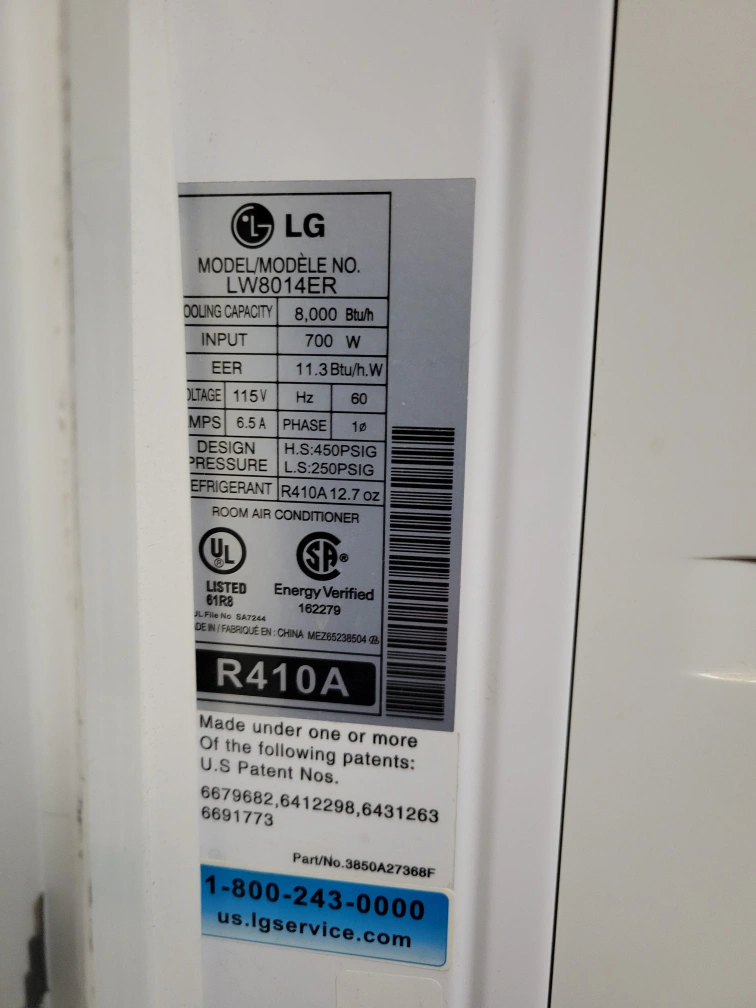 LG
MODEL/MODÈLE NO.
LW8014ER
OOLING CAPACITY 8,000 Btu/h
INPUT 700 W
EER 11.3 Btu/h.W
OLTAGE 115V Hz 60
MPS 6.5 A PHASE 1ø
DESIGN PRESSURE H.S:450PSIG
L.S:250PSIG
EFRIGERANT R410A 12.7 oz
ROOM AIR CONDITIONER
UL ®
LISTED
61R8
SA ®
Energy Verified
162279
UL File No SA7244
DE IN / FABRIQUÉ EN : CHINA MEZ65238504
R410A
Made under one or more
Of the following patents:
U.S Patent Nos.
6679682,6412298,6431263
6691773
Part/No.3850A27368F
1-800-243-0000
us.lgservice.com